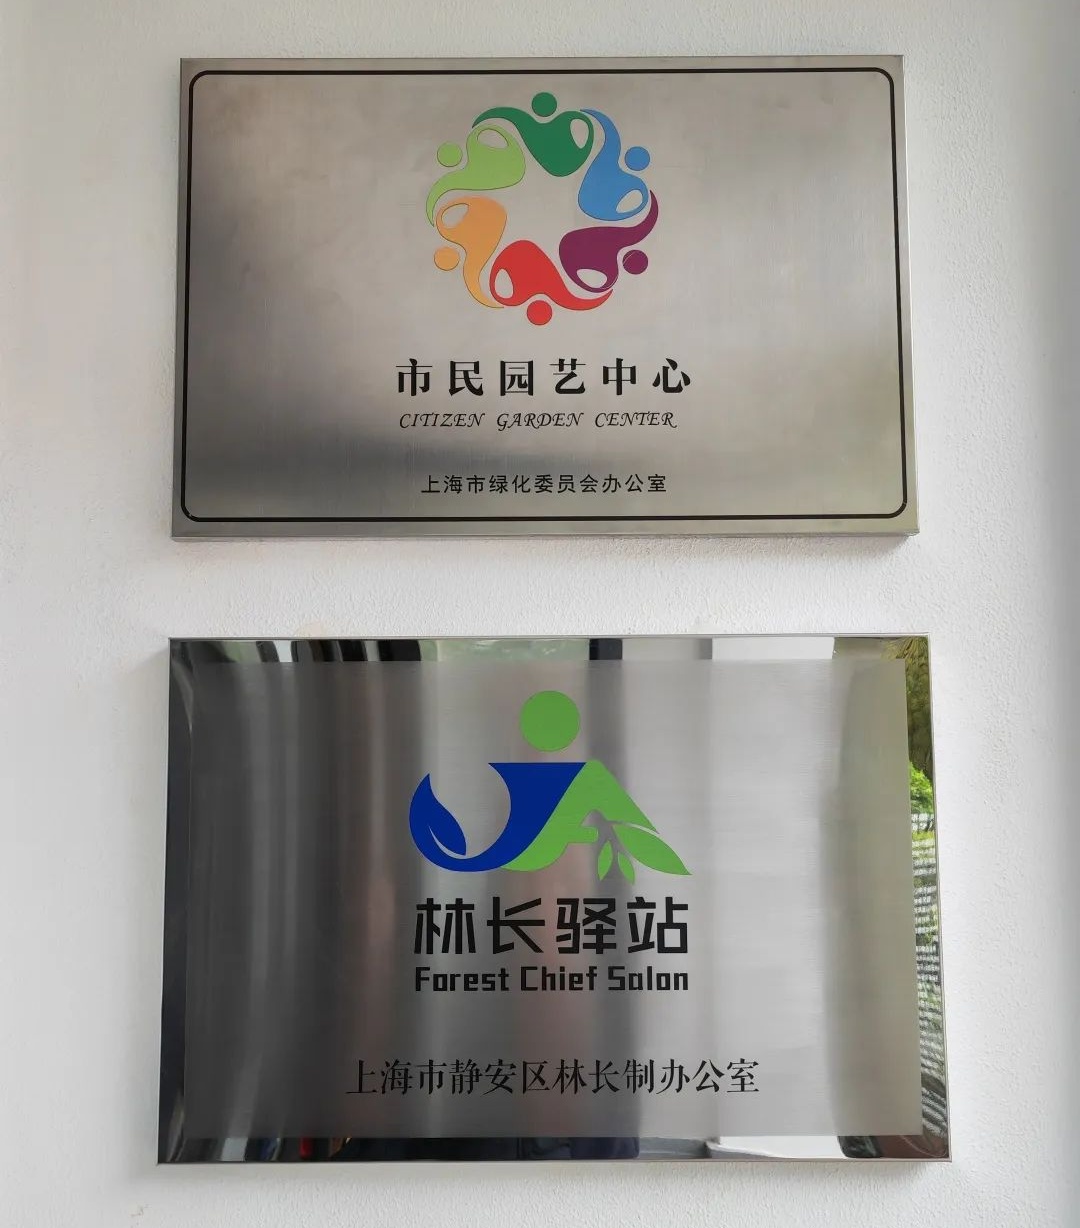 市民园艺中心
CITIZEN GARDEN CENTER
上海市绿化委员会办公室
林长驿站
Forest Chief Salon
上海市静安区林长制办公室